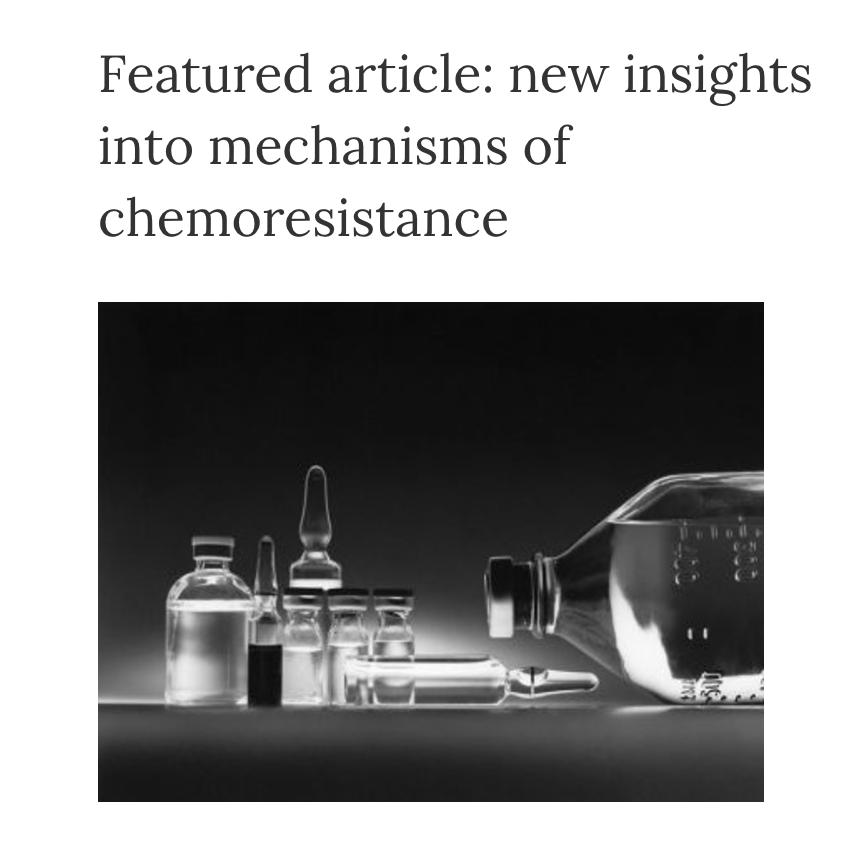 Featured article: new insights
into mechanisms of
chemoresistance